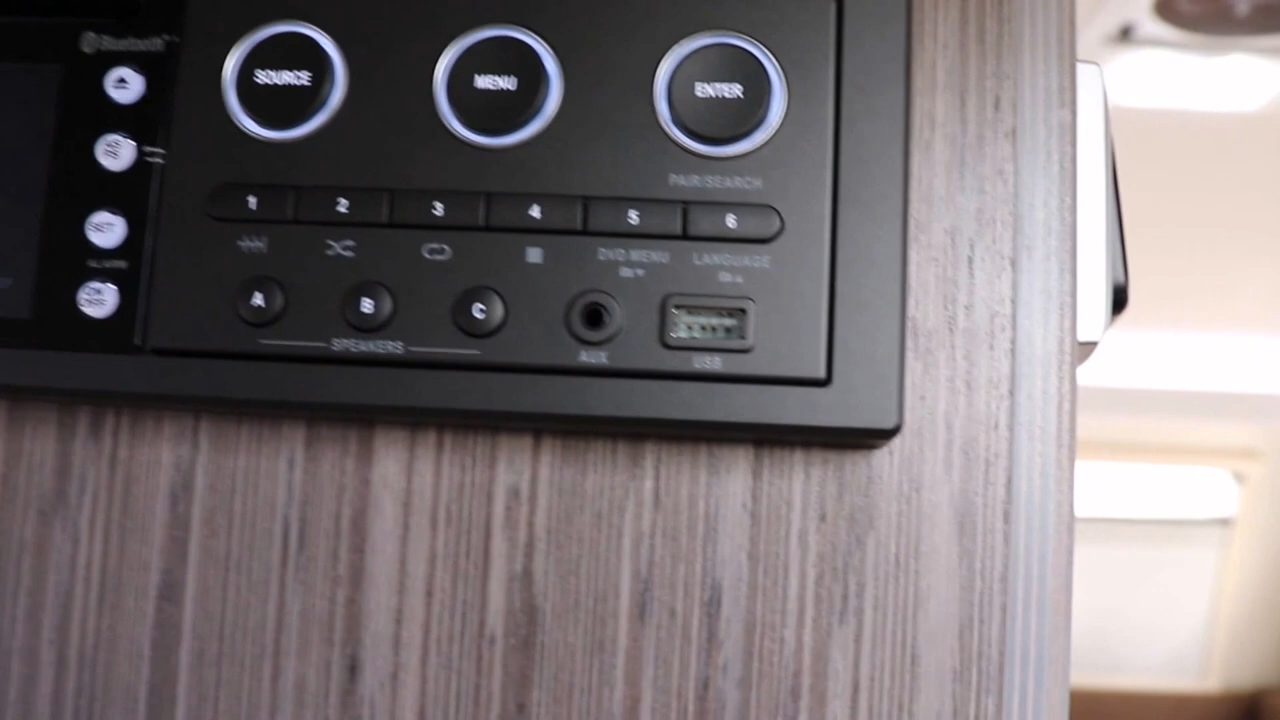 Bluetooth
SOURCE
MENU
ENTER
PAIR/SEARCH
1 2 3 4 5 6
DVD MENU
LANGUAGE
SET
ALARM
ON
OFF
A B C
SPEAKERS
AUX
USB